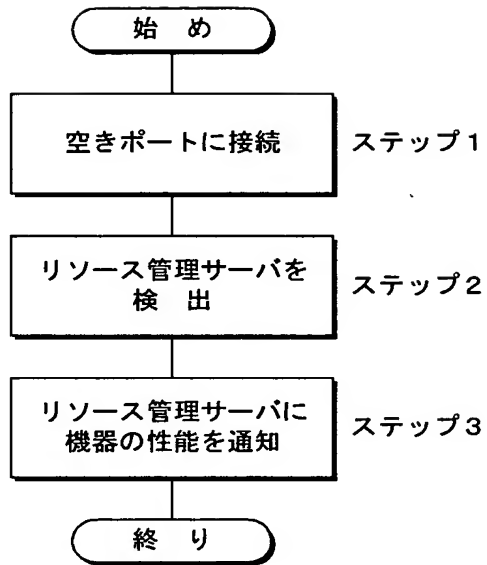 始 め
空きポートに接続
ステップ1
リソース管理サーバを
検 出
ステップ2
リソース管理サーバに
機器の性能を通知
ステップ3
終 り